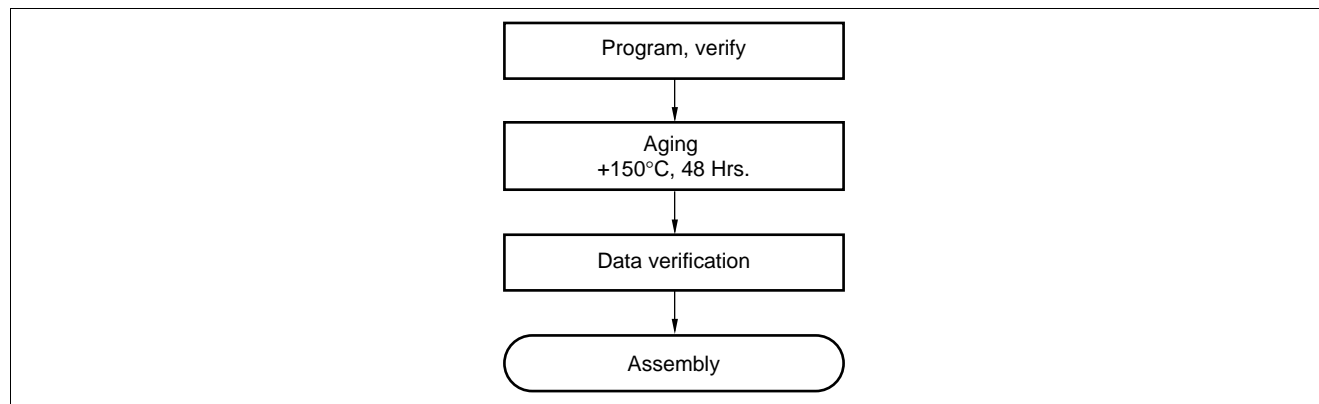 Program, verify
Aging
+150°C, 48 Hrs.
Data verification
Assembly